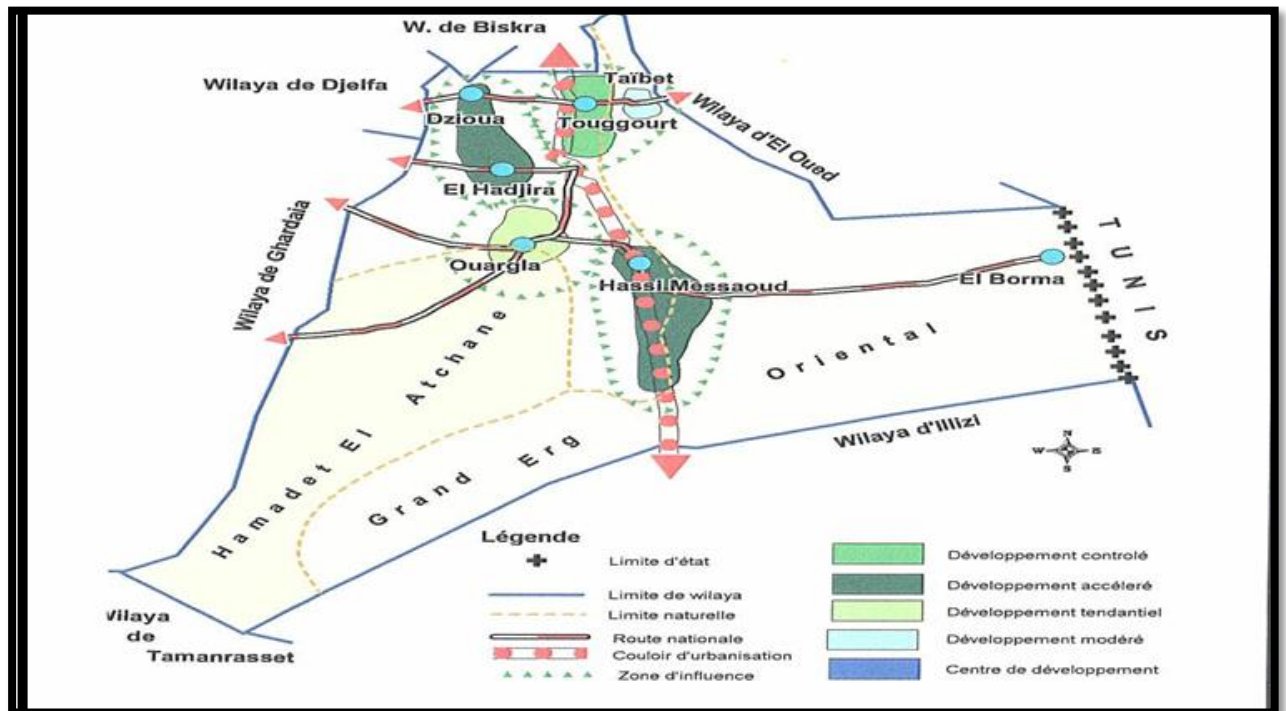 W. de Biskra
Wilaya de Djelfa
Taïbet
Dzioua
Touggourt
Wilaya d'El Oued
El Hadjira
Wilaya de Ghardaia
Ouargla
Hassi Messaoud
El Borma
TUNIS
Hamadet El Atchane
Oriental
Grand Erg
Wilaya d'Illizi
N
W
S
Wilaya
de
Tamanrasset
Légende
Limite d'état
Limite de wilaya
Limite naturelle
Route nationale
Couloir d'urbanisation
Zone d'influence
Développement controlé
Développement accéleré
Développement tendantiel
Développement modéré
Centre de développement